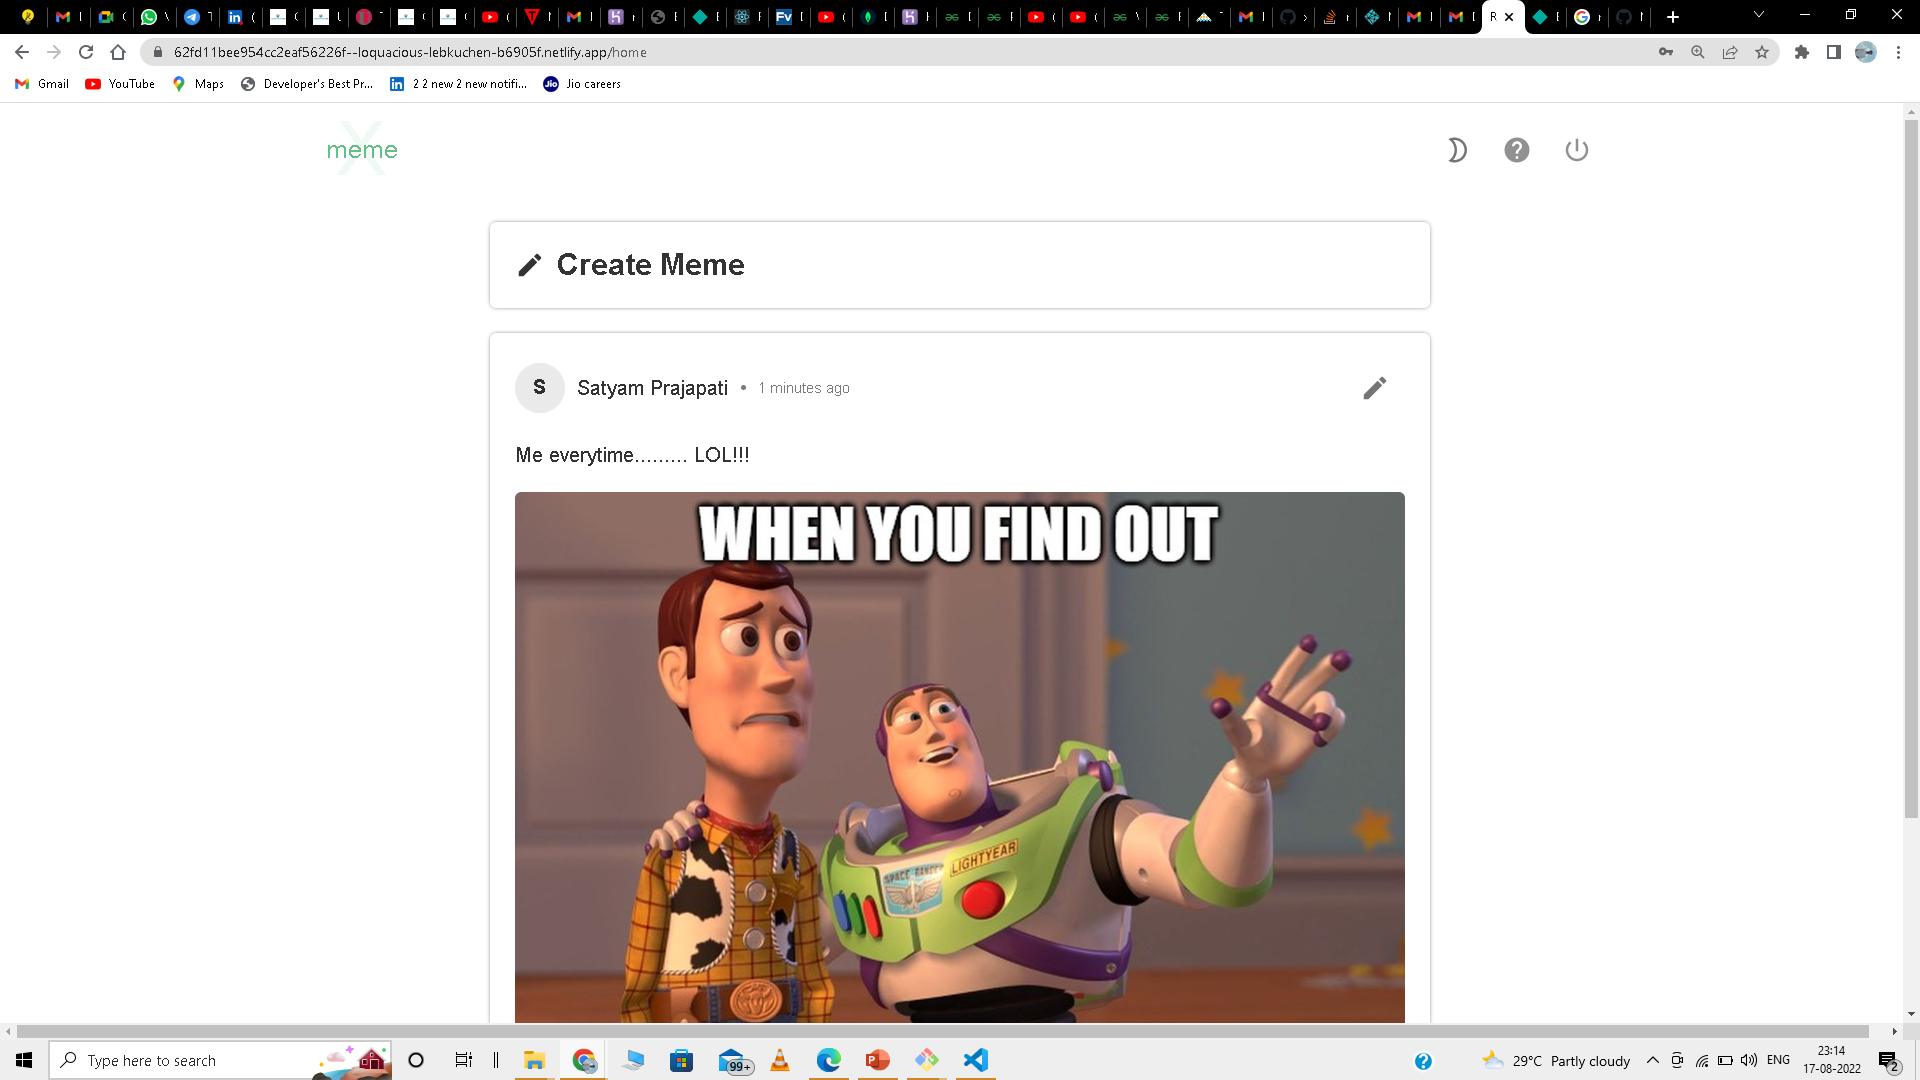 62fd11bee954cc2eaf56226f--loquacious-lebkuchen-b6905f.netlify.app/home
Gmail
YouTube
Maps
Developer's Best Pr...
2 2 new 2 new notifi...
Jio careers
X
meme
Create Meme
S
Satyam Prajapati • 1 minutes ago
Me everytime......... LOL!!!
WHEN YOU FIND OUT
LIGHTYEAR
SPACE RANGER
Type here to search
99+
29°C Partly cloudy
ENG
23:14
17-08-2022
2